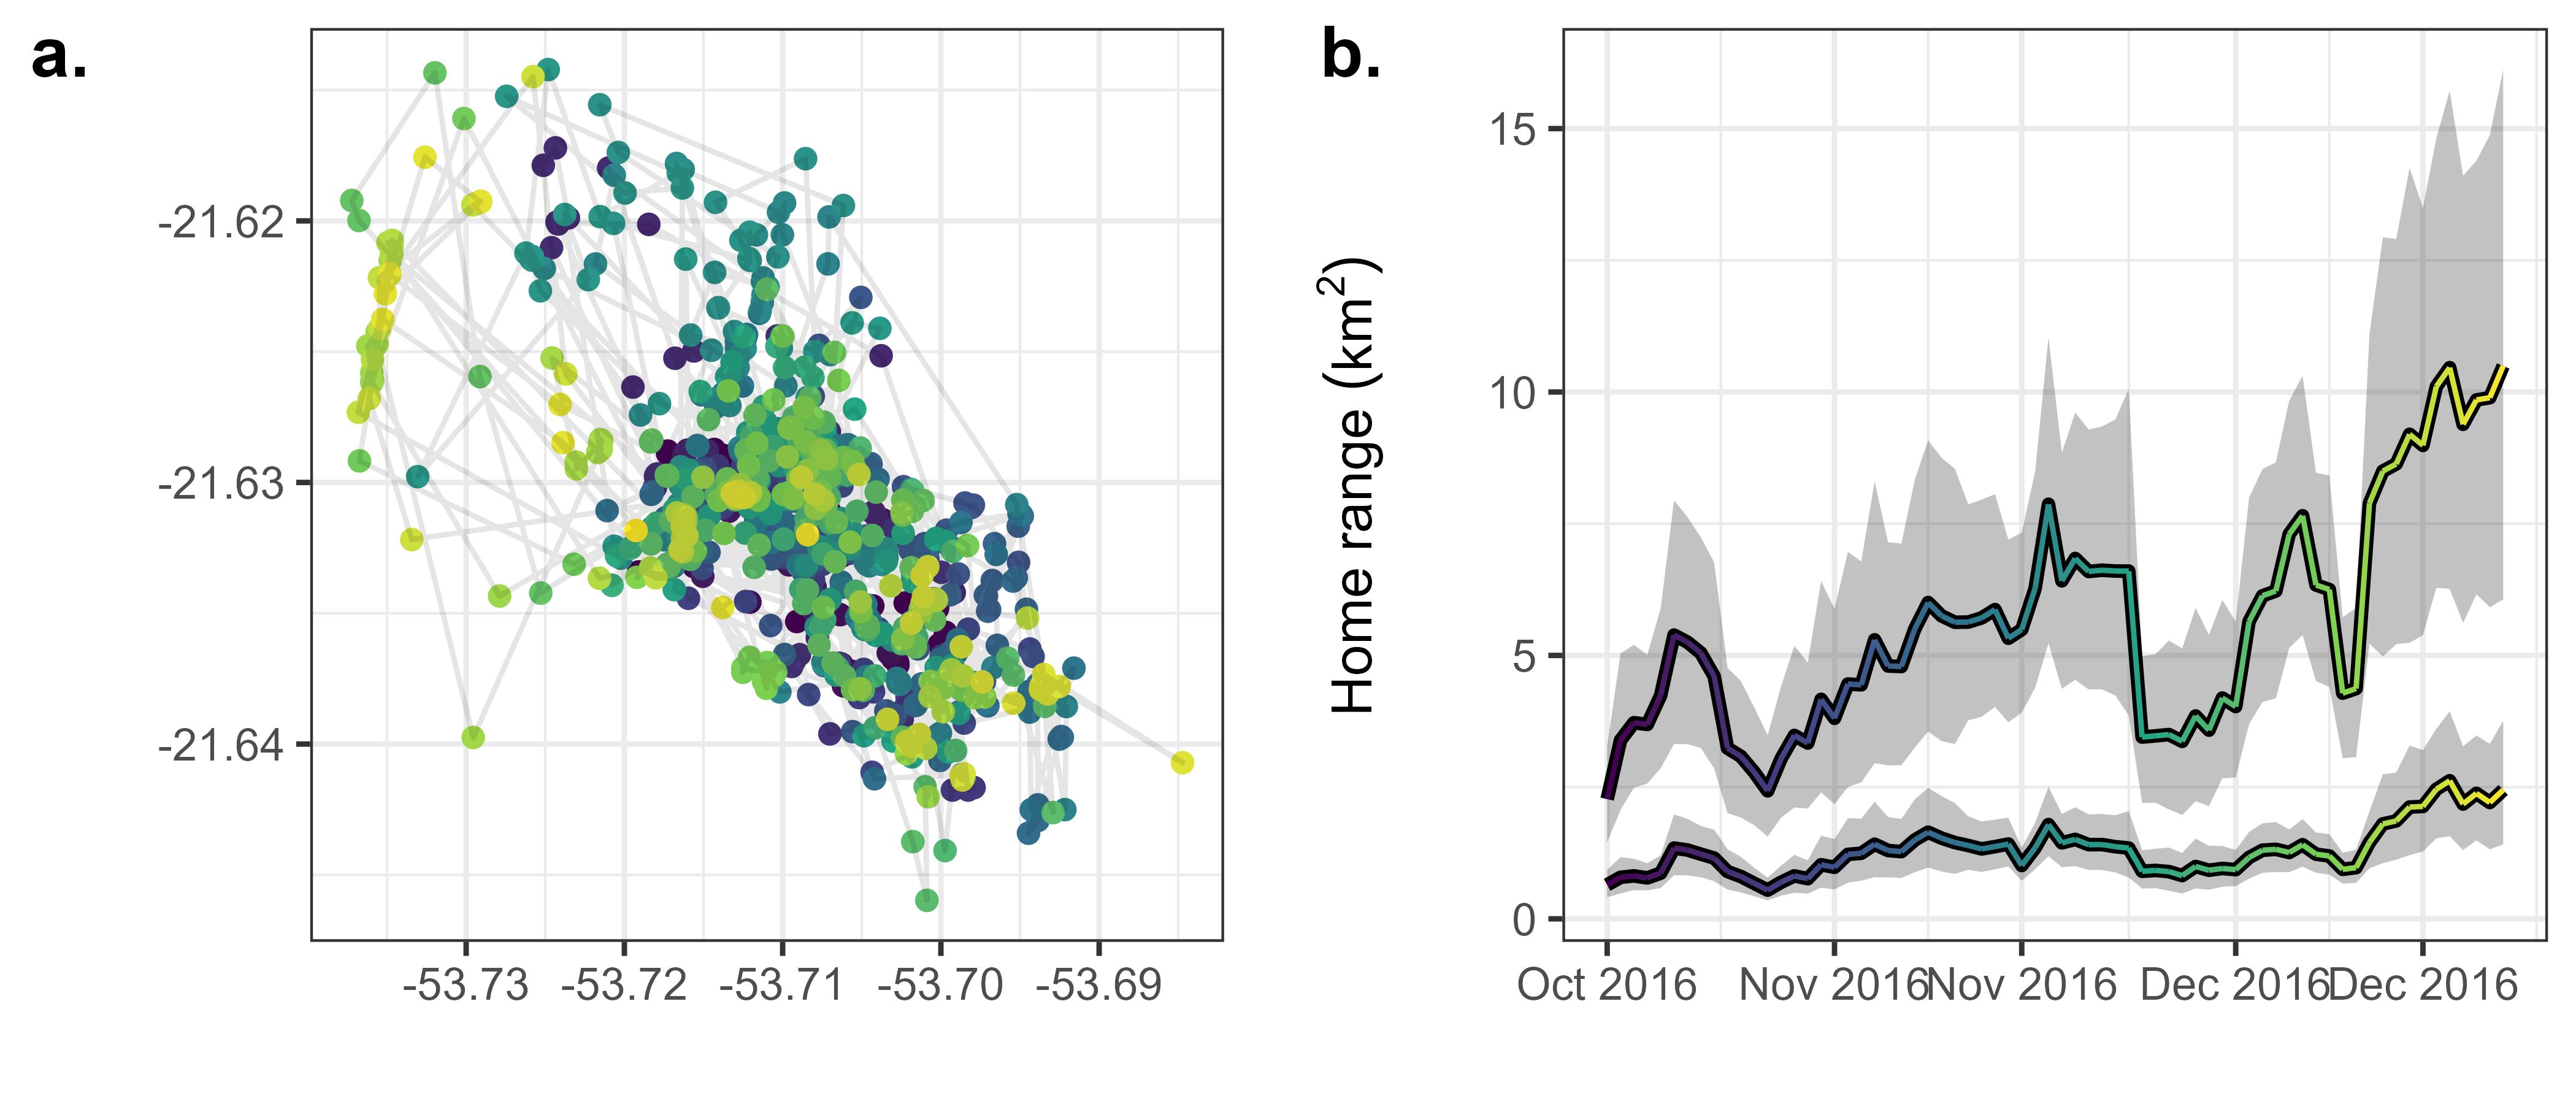 a.
-21.62
-21.63
-21.64
-53.73 -53.72 -53.71 -53.70 -53.69
b.
Home range (km²)
15
10
5
0
Oct 2016 Nov 2016 Nov 2016 Dec 2016 Dec 2016